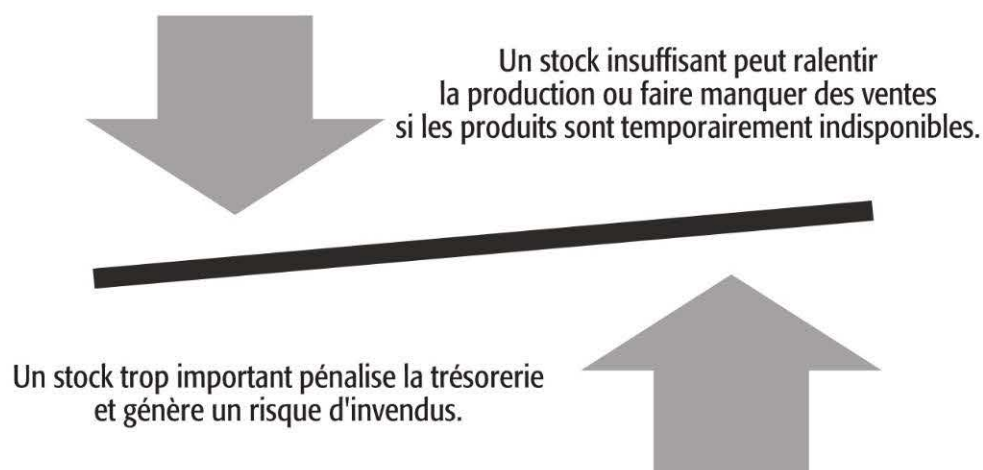 Un stock insuffisant peut ralentir
la production ou faire manquer des ventes
si les produits sont temporairement indisponibles.
Un stock trop important pénalise la trésorerie
et génère un risque d'invendus.